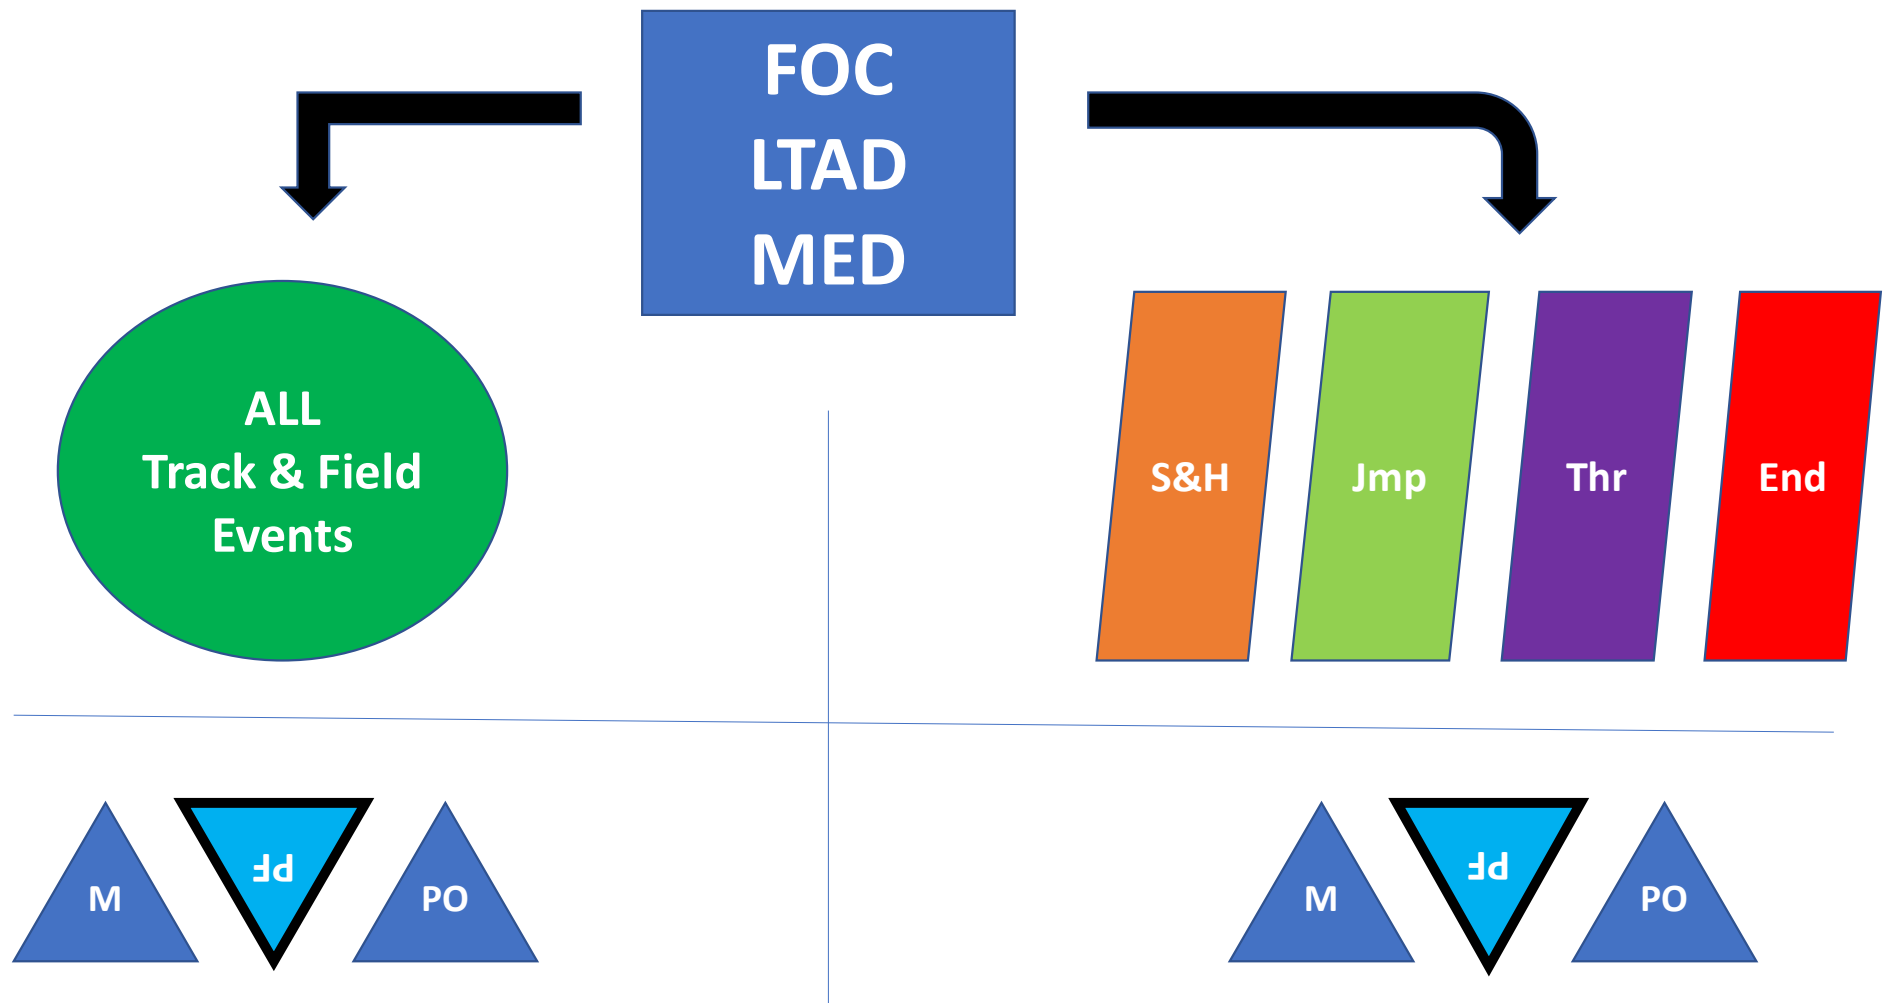 FOC
LTAD
MED
ALL
Track & Field
Events
S&H
Jmp
Thr
End
M
PF
PO
M
PF
PO